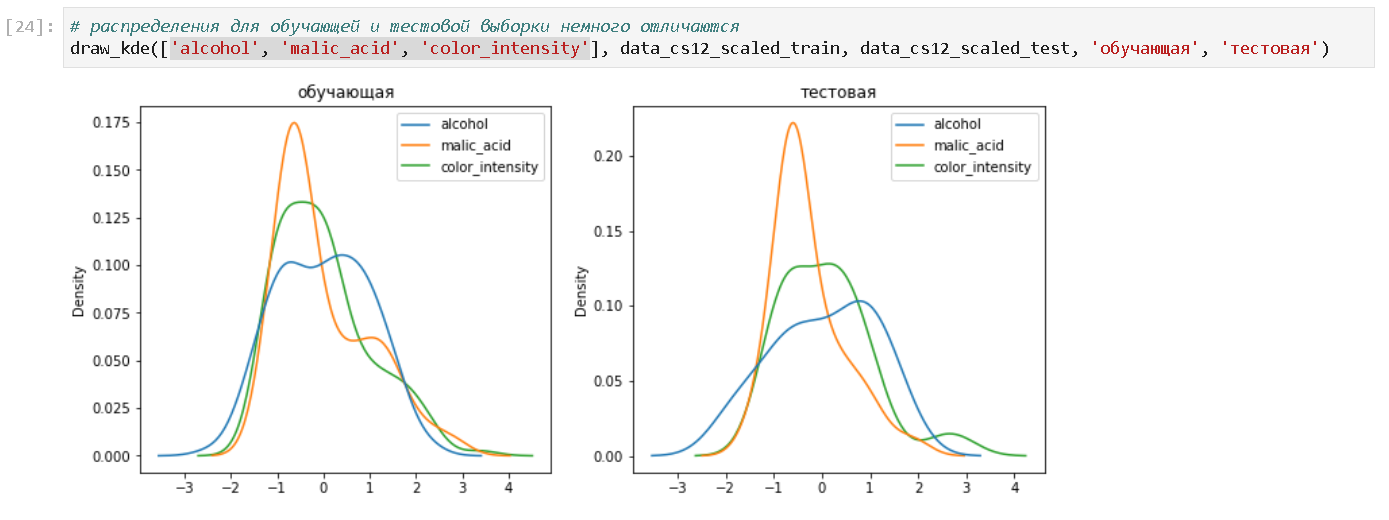 [24]: # распределения для обучающей и тестовой выборки немного отличаются
draw_kde(['alcohol', 'malic_acid', 'color_intensity'], data_cs12_scaled_train, data_cs12_scaled_test, 'обучающая', 'тестовая')
обучающая
alcohol
malic_acid
color_intensity
Density
0.175
0.150
0.125
0.100
0.075
0.050
0.025
0.000
−3 −2 −1 0 1 2 3 4
тестовая
alcohol
malic_acid
color_intensity
Density
0.20
0.15
0.10
0.05
0.00
−3 −2 −1 0 1 2 3 4